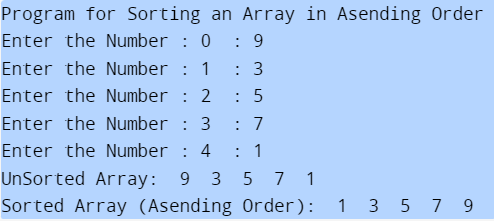 Program for Sorting an Array in Asending Order
Enter the Number : 0  : 9
Enter the Number : 1  : 3
Enter the Number : 2  : 5
Enter the Number : 3  : 7
Enter the Number : 4  : 1
UnSorted Array:  9  3  5  7  1
Sorted Array (Asending Order):  1  3  5  7  9